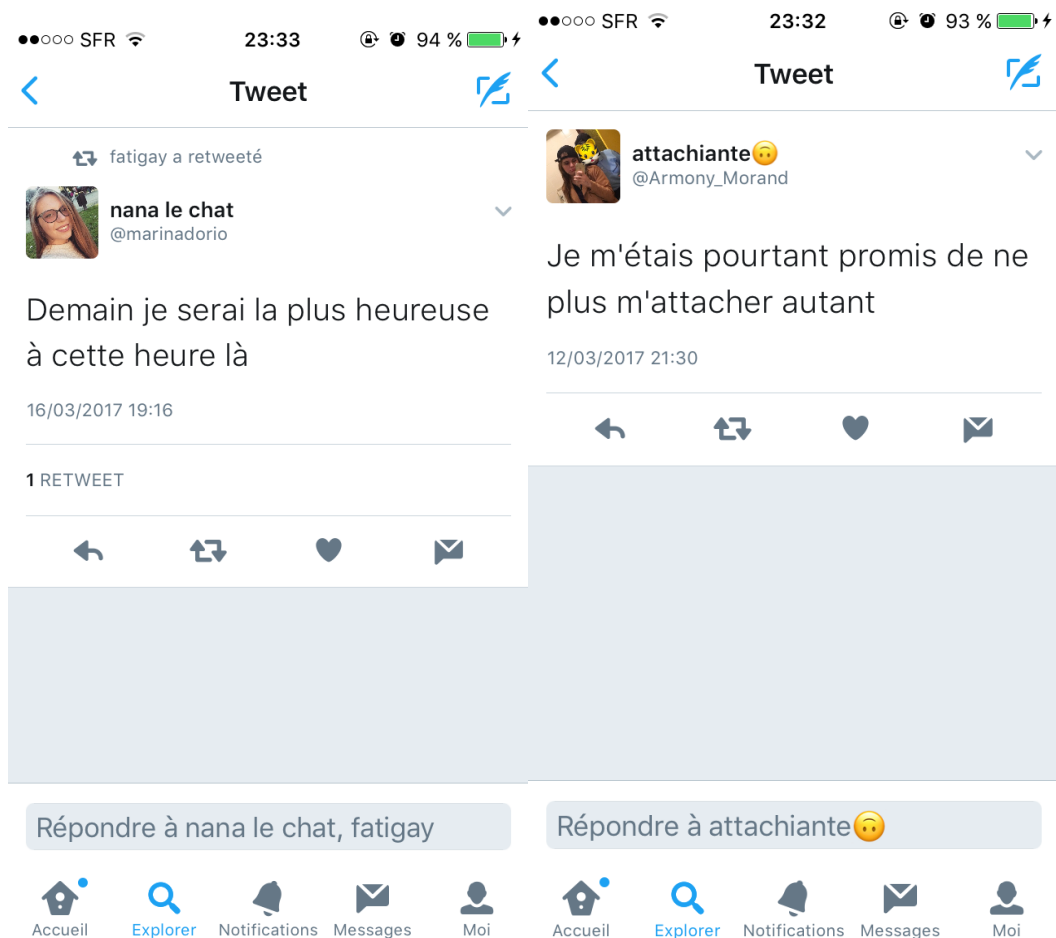 SFR 23:33 94 %
Tweet
fatigay a retweeté
nana le chat
@marinadorio
Demain je serai la plus heureuse
à cette heure là
16/03/2017 19:16
1 RETWEET
Répondre à nana le chat, fatigay
Accueil Explorer Notifications Messages Moi
SFR 23:32 93 %
Tweet
attachiante🙃
@Armony_Morand
Je m'étais pourtant promis de ne
plus m'attacher autant
12/03/2017 21:30
Répondre à attachiante🙃
Accueil Explorer Notifications Messages Moi